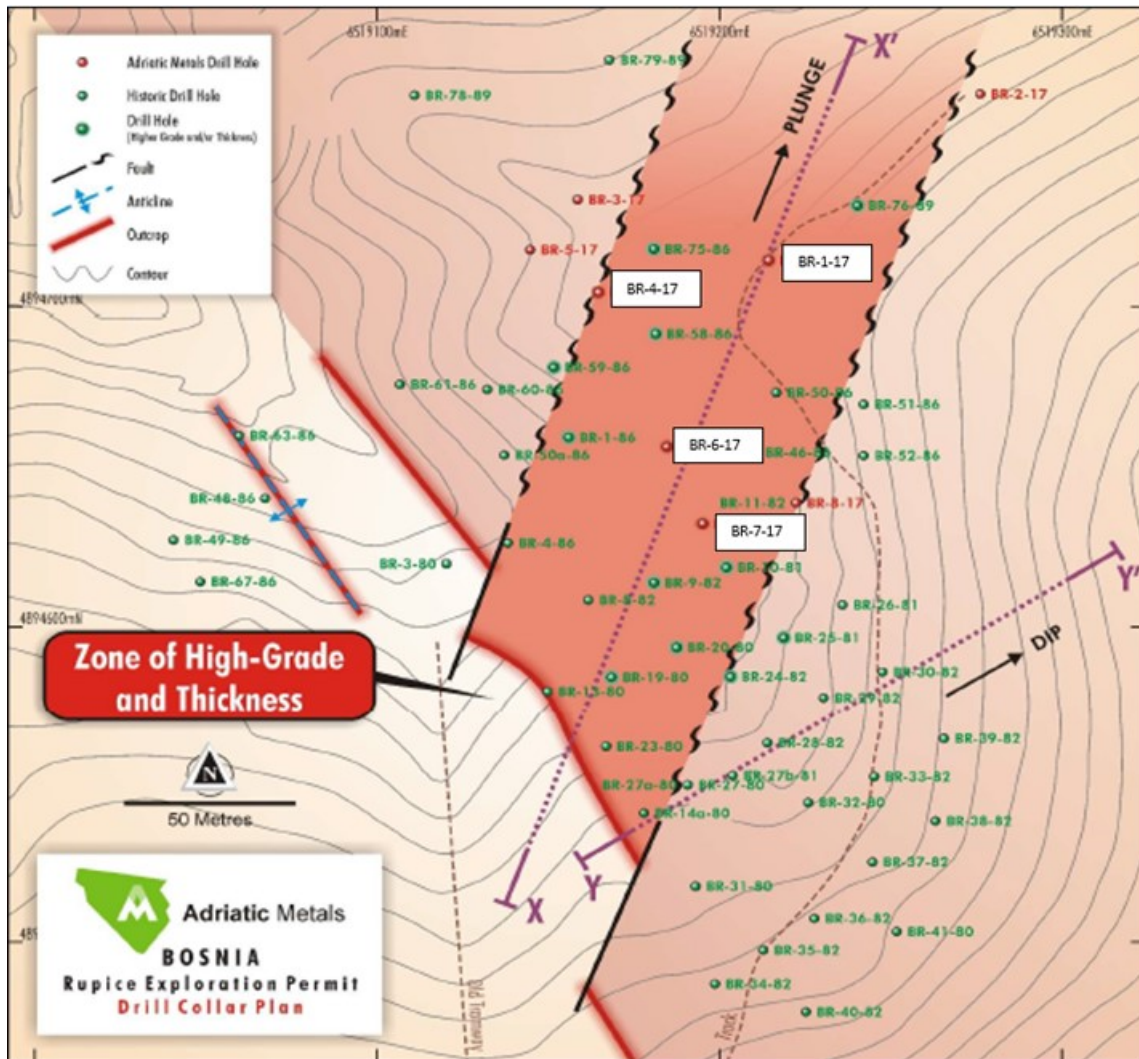 6519100mE
6519200mE
6519300mE
Adriatic Metals Drill Hole
Historic Drill Hole
Drill Hole
(Higher Grade and/or Thickness)
Fault
Anticline
Outcrop
Contour
BR-79-89
BR-78-89
X'
PLUNGE
BR-2-17
BR-3-17
BR-76-89
BR-5-17
BR-75-86
BR-1-17
BR-4-17
4894700mN
BR-58-86
BR-59-86
BR-61-86
BR-60-86
BR-50-86
BR-51-86
BR-63-86
BR-1-86
BR-6-17
BR-50a-86
BR-46-86
BR-52-86
BR-48-86
BR-11-82
BR-8-17
BR-7-17
BR-49-86
BR-4-86
BR-3-80
Y'
BR-67-86
BR-9-82
BR-8-82
BR-26-81
4894600mN
BR-25-81
DIP
Zone of High-Grade
and Thickness
BR-20-80
BR-19-80
BR-24-82
BR-30-82
BR-13-80
BR-29-82
BR-23-80
BR-28-82
BR-39-82
N
50 Metres
BR-27a-80
BR-27-80
BR-27b-81
BR-33-82
BR-14a-80
BR-32-80
BR-38-82
Y
BR-37-82
X
BR-31-80
Adriatic Metals
BOSNIA
Rupice Exploration Permit
Drill Collar Plan
BR-36-82
BR-41-80
BR-35-82
BR-34-82
BR-40-82
Old Tramway
Track